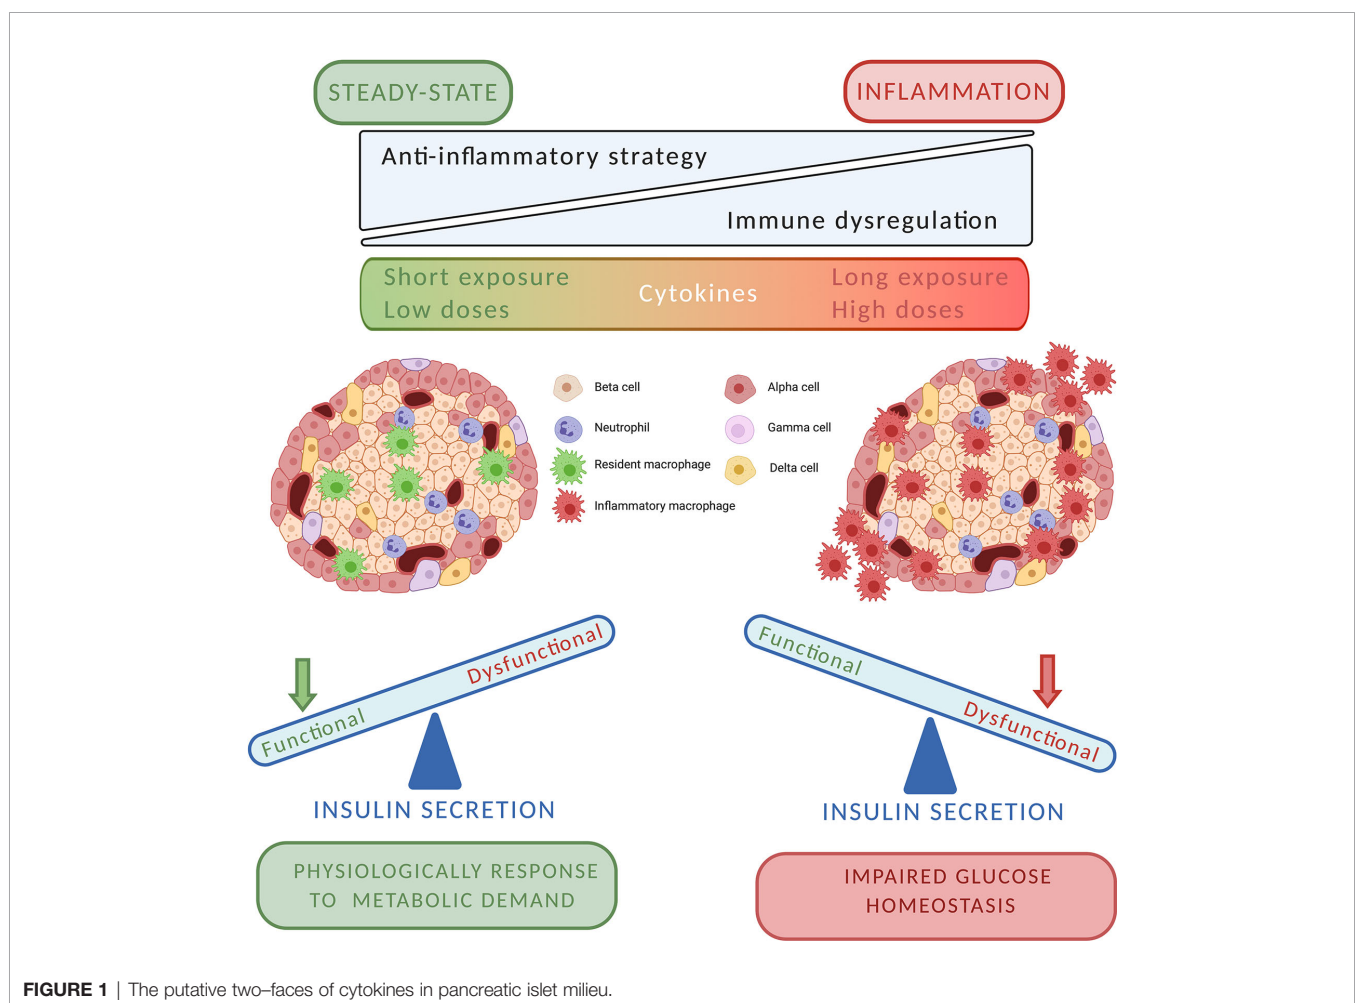 STEADY-STATE
INFLAMMATION
Anti-inflammatory strategy
Immune dysregulation
Short exposure
Low doses
Cytokines
Long exposure
High doses
Beta cell
Alpha cell
Neutrophil
Gamma cell
Resident macrophage
Delta cell
Inflammatory macrophage
Functional
Dysfunctional
Functional
Dysfunctional
INSULIN SECRETION
INSULIN SECRETION
PHYSIOLOGICALLY RESPONSE
TO METABOLIC DEMAND
IMPAIRED GLUCOSE
HOMEOSTASIS
FIGURE 1 | The putative two–faces of cytokines in pancreatic islet milieu.